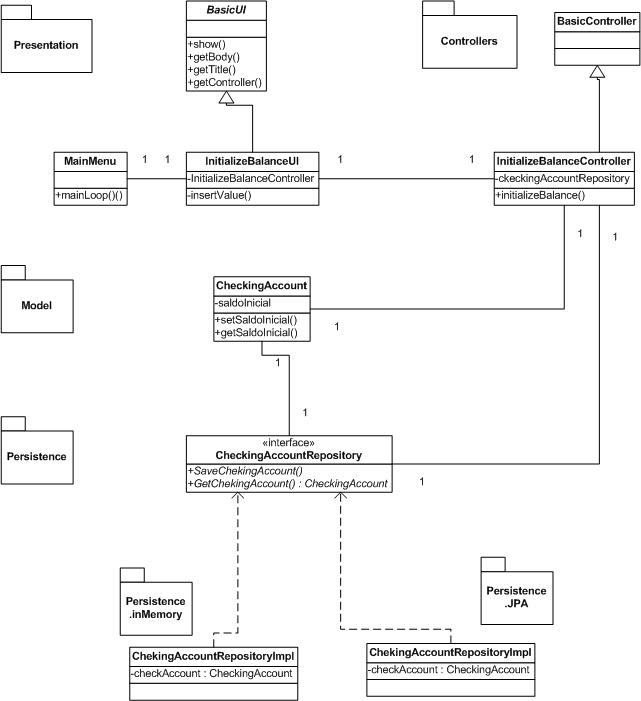 BasicUI
+show()
+getBody()
+getTitle()
+getController()
Presentation
Controllers
BasicController
MainMenu
+mainLoop()()
1
1
InitializeBalanceUI
-InitializeBalanceController
-insertValue()
1
1
InitializeBalanceController
-ckeckingAccountRepository
+initializeBalance()
1
1
Model
CheckingAccount
-saldoInicial
+setSaldoInicial()
+getSaldoInicial()
1
1
1
Persistence
«interface»
CheckingAccountRepository
+SaveChekingAccount()
+GetChekingAccount() : CheckingAccount
1
Persistence
.inMemory
Persistence
.JPA
ChekingAccountRepositoryImpl
-checkAccount : CheckingAccount
ChekingAccountRepositoryImpl
-checkAccount : CheckingAccount